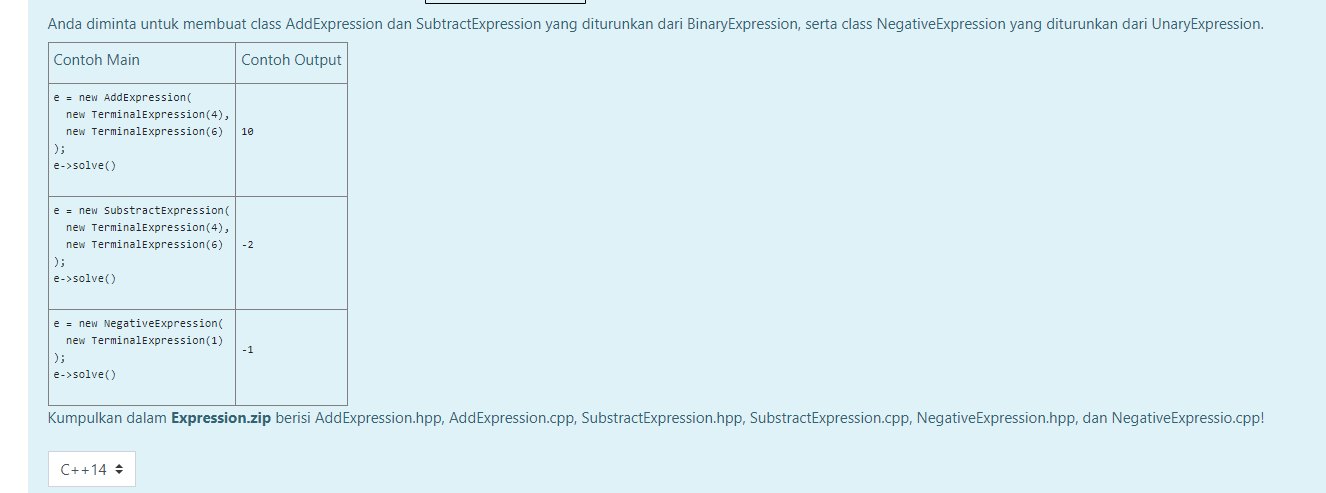 Anda diminta untuk membuat class AddExpression dan SubtractExpression yang diturunkan dari BinaryExpression, serta class NegativeExpression yang diturunkan dari UnaryExpression.
Contoh Main
Contoh Output
e = new AddExpression(
new TerminalExpression(4),
new TerminalExpression(6)
);
e->solve()
10
e = new SubstractExpression(
new TerminalExpression(4),
new TerminalExpression(6)
);
e->solve()
-2
e = new NegativeExpression(
new TerminalExpression(1)
);
e->solve()
-1
Kumpulkan dalam Expression.zip berisi AddExpression.hpp, AddExpression.cpp, SubstractExpression.hpp, SubstractExpression.cpp, NegativeExpression.hpp, dan NegativeExpressio.cpp!
C++14